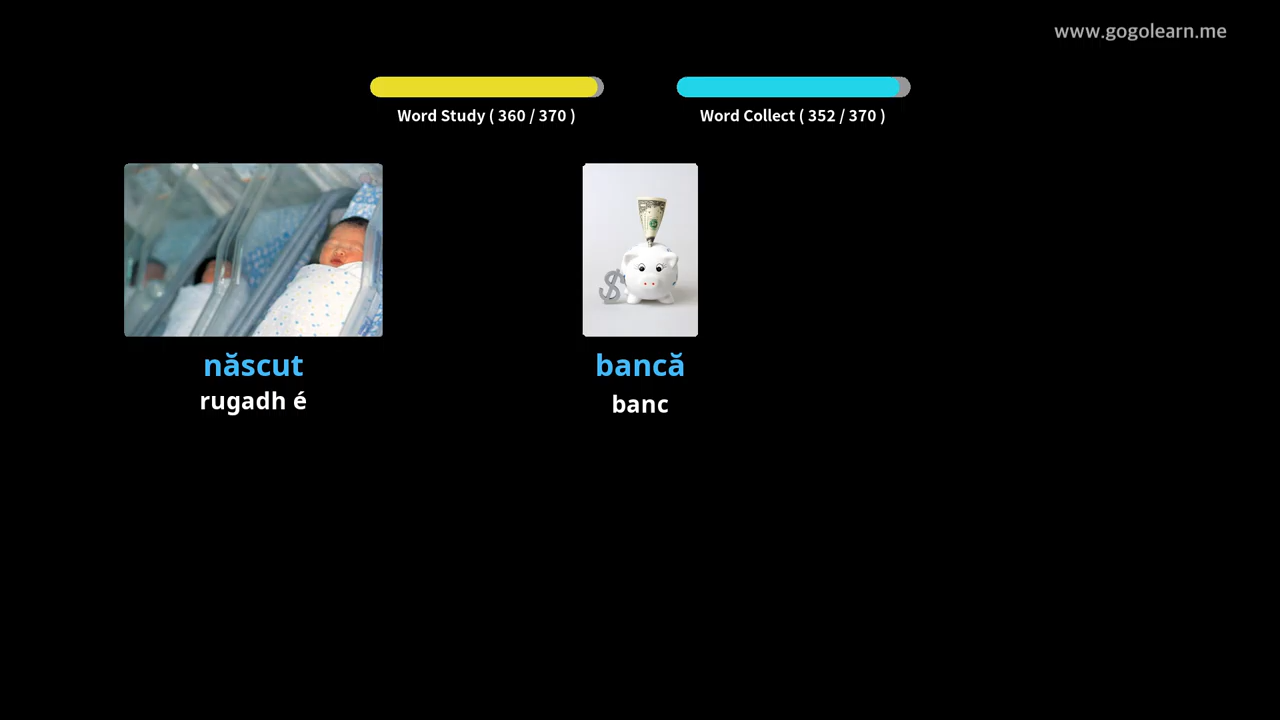 www.gogolearn.me
Word Study ( 360 / 370 )
Word Collect ( 352 / 370 )
născut
rugadh é
bancă
banc